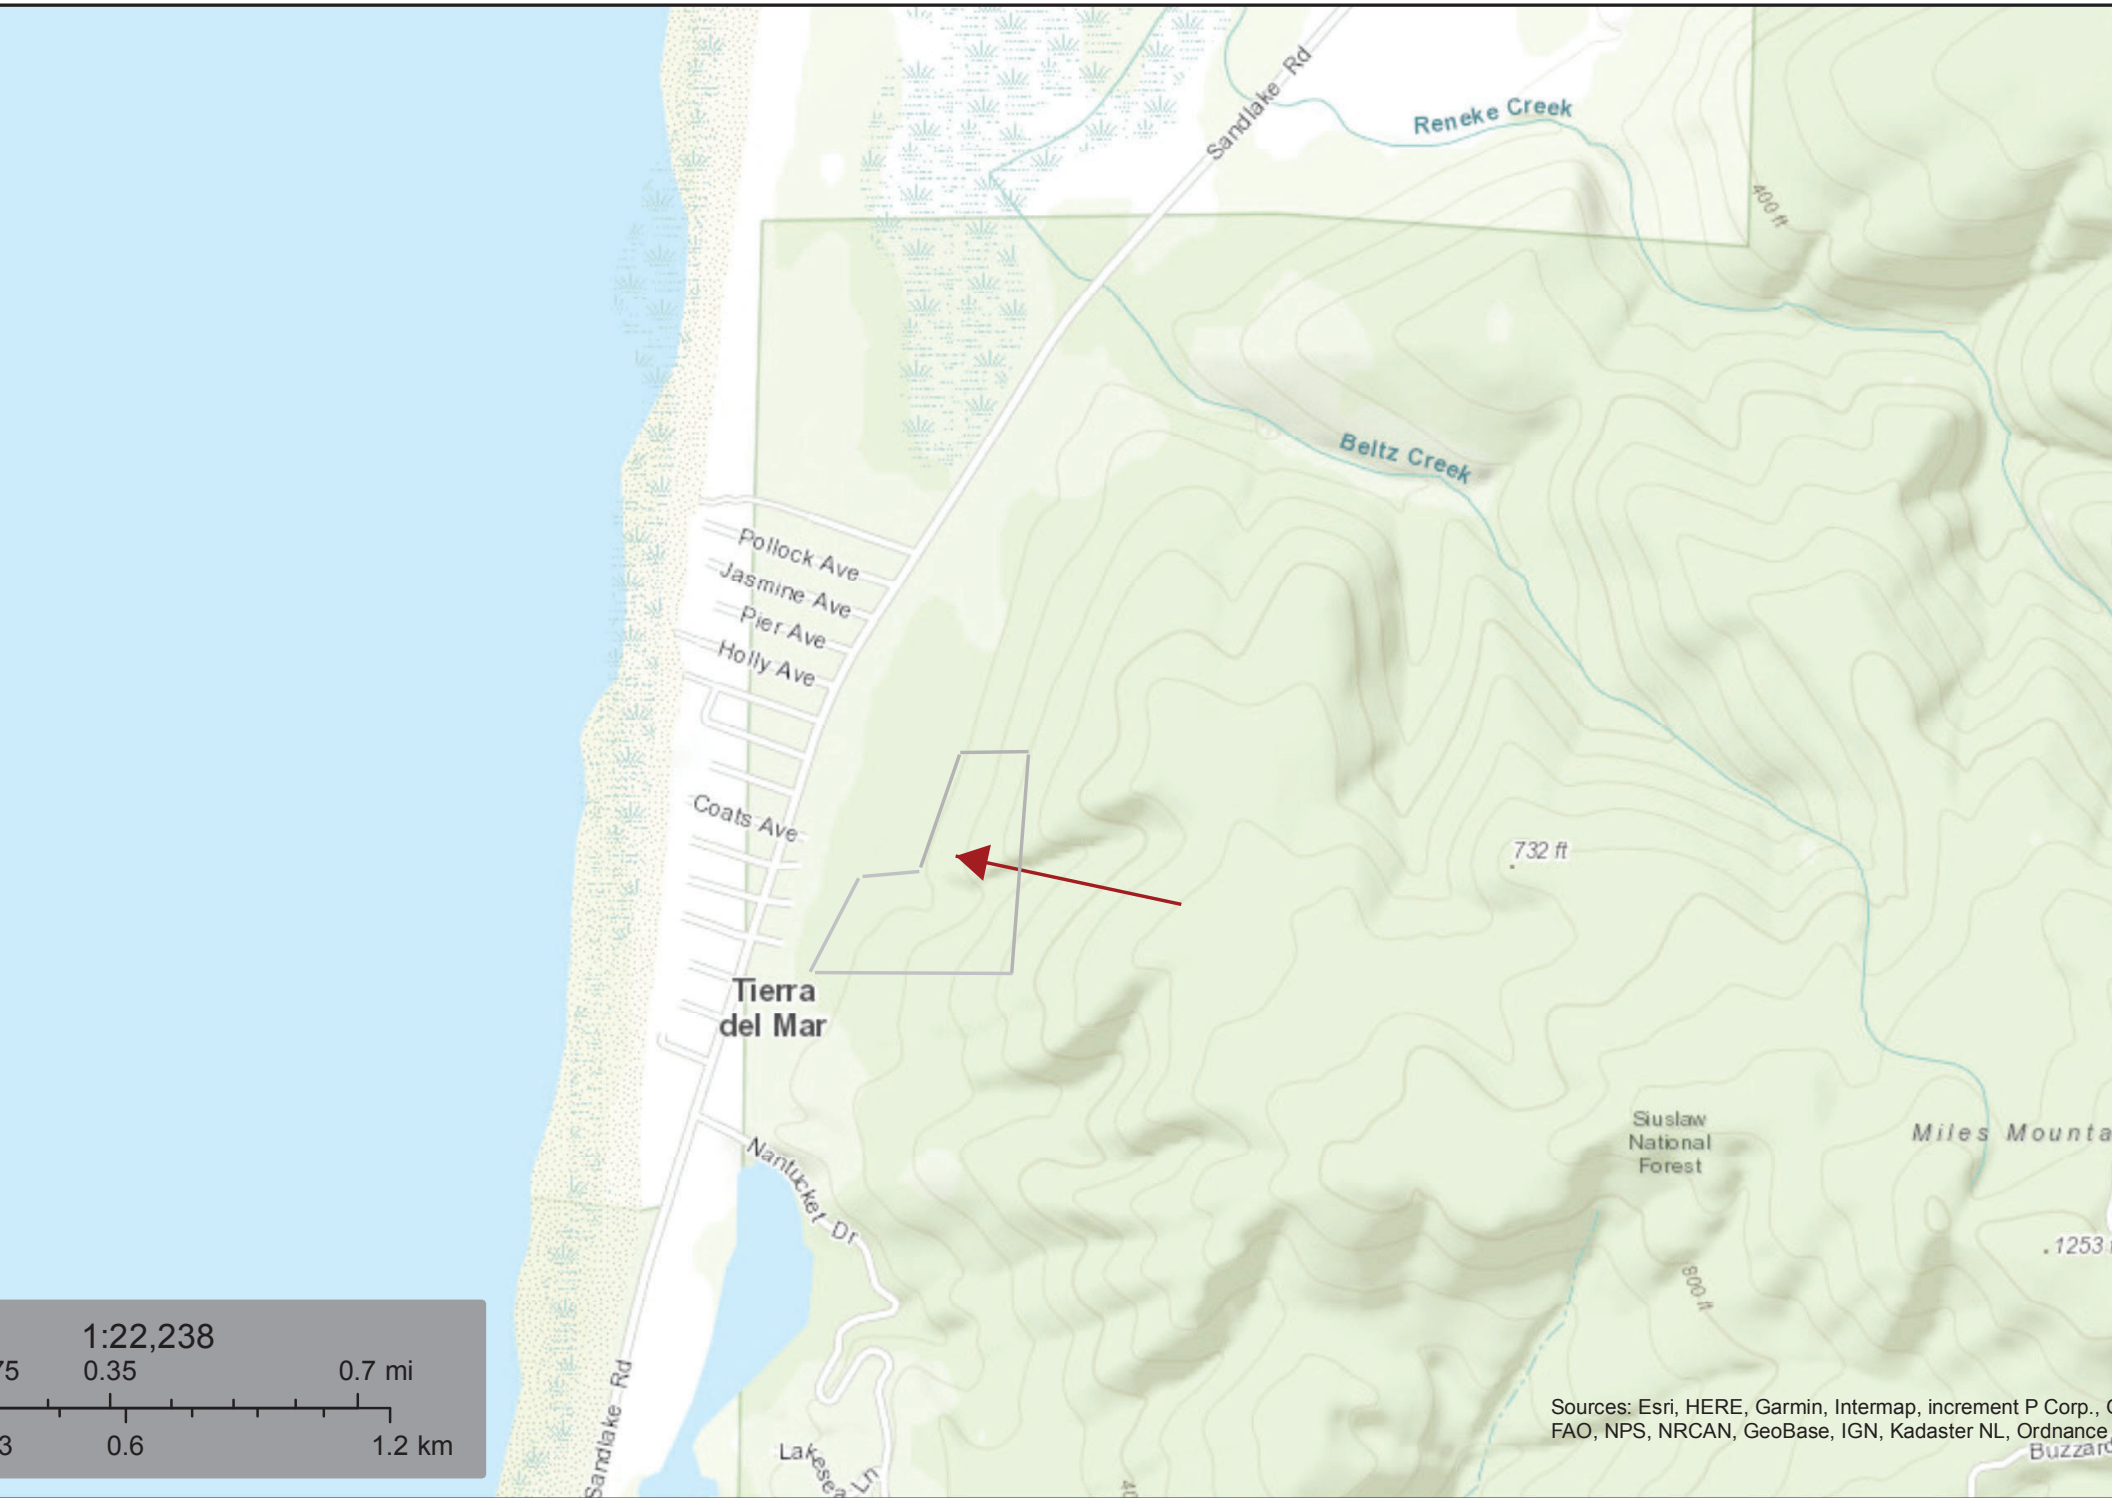 Sandlake Rd
Reneke Creek
400 ft
Beltz Creek
Pollock Ave
Jasmine Ave
Pier Ave
Holly Ave
Coats Ave
732 ft
Tierra
del Mar
Siuslaw
National
Forest
Miles Mounta
Nantucket Dr
1253
800 ft
1:22,238
75 0.35 0.7 mi
3 0.6 1.2 km
Sandlake Rd
Lakesea
Ln
40
Sources: Esri, HERE, Garmin, Intermap, increment P Corp.,
FAO, NPS, NRCAN, GeoBase, IGN, Kadaster NL, Ordnance
Buzzard